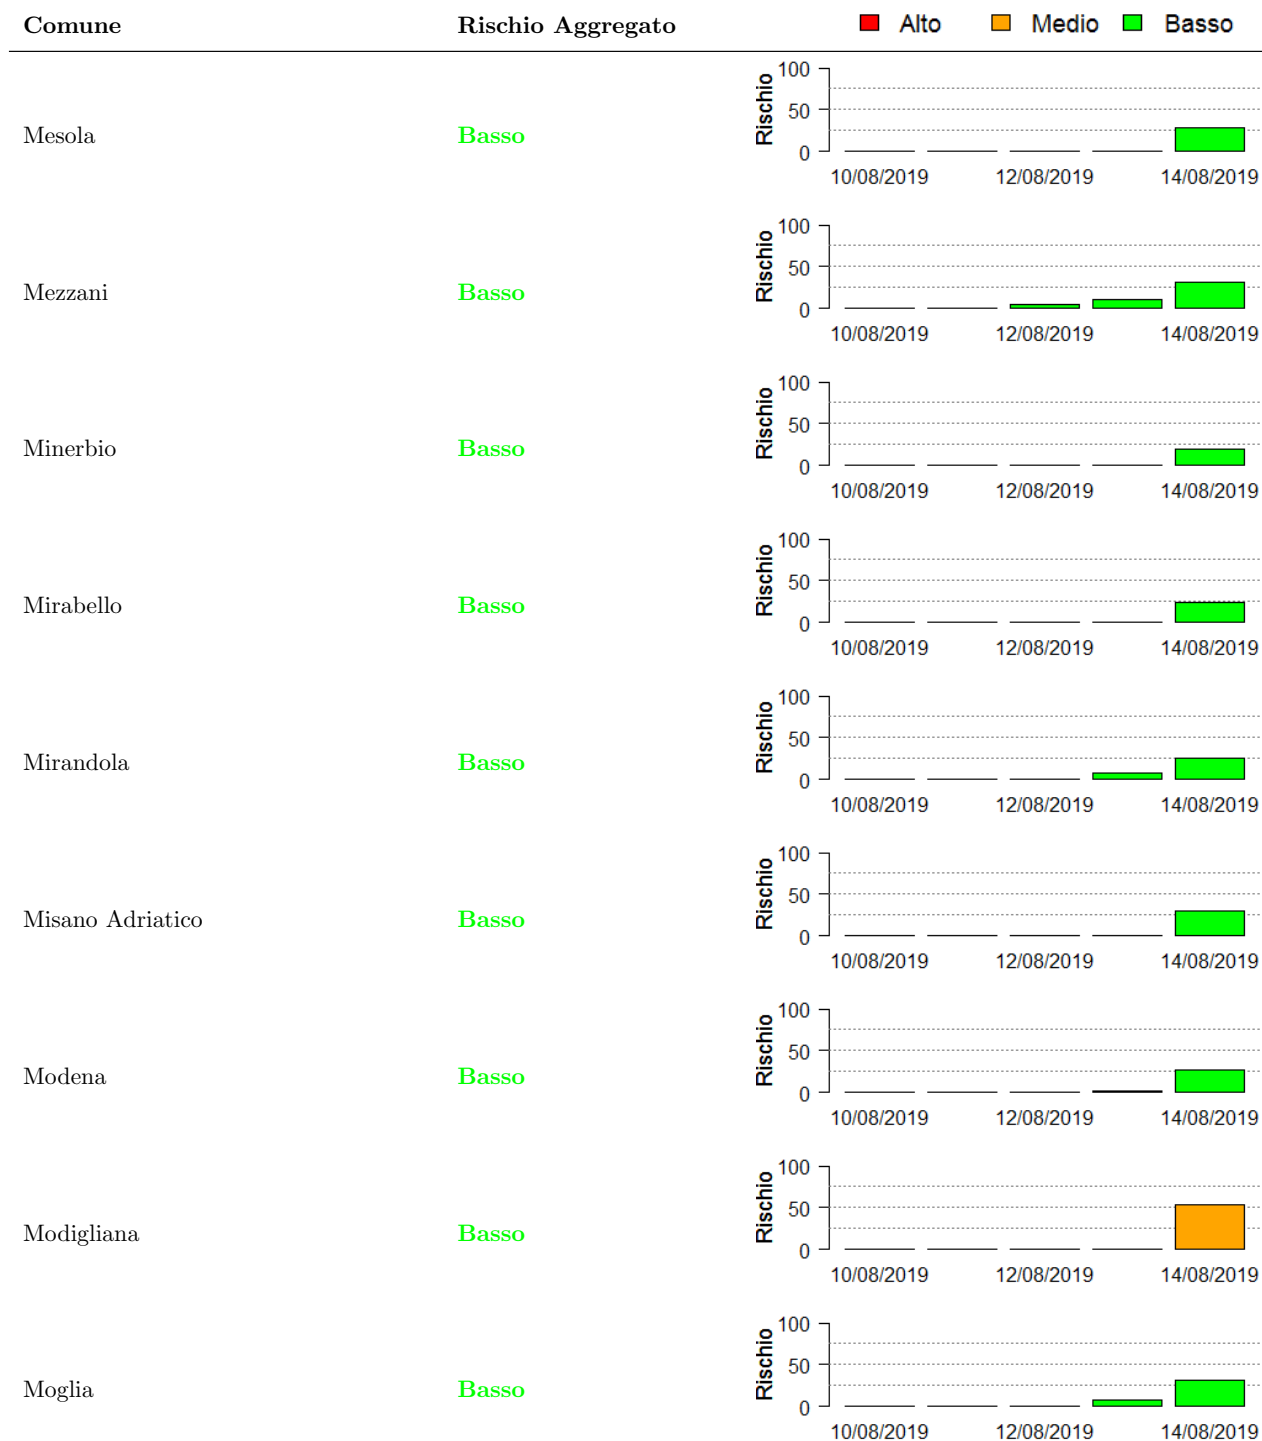 Comune Rischio Aggregato Alto Medio Basso
100
50
0
Rischio
Mesola Basso
10/08/2019 12/08/2019 14/08/2019
100
50
0
Rischio
Mezzani Basso
10/08/2019 12/08/2019 14/08/2019
100
50
0
Rischio
Minerbio Basso
10/08/2019 12/08/2019 14/08/2019
100
50
0
Rischio
Mirabello Basso
10/08/2019 12/08/2019 14/08/2019
100
50
0
Rischio
Mirandola Basso
10/08/2019 12/08/2019 14/08/2019
100
50
0
Rischio
Misano Adriatico Basso
10/08/2019 12/08/2019 14/08/2019
100
50
0
Rischio
Modena Basso
10/08/2019 12/08/2019 14/08/2019
100
50
0
Rischio
Modigliana Basso
10/08/2019 12/08/2019 14/08/2019
100
50
0
Rischio
Moglia Basso
10/08/2019 12/08/2019 14/08/2019